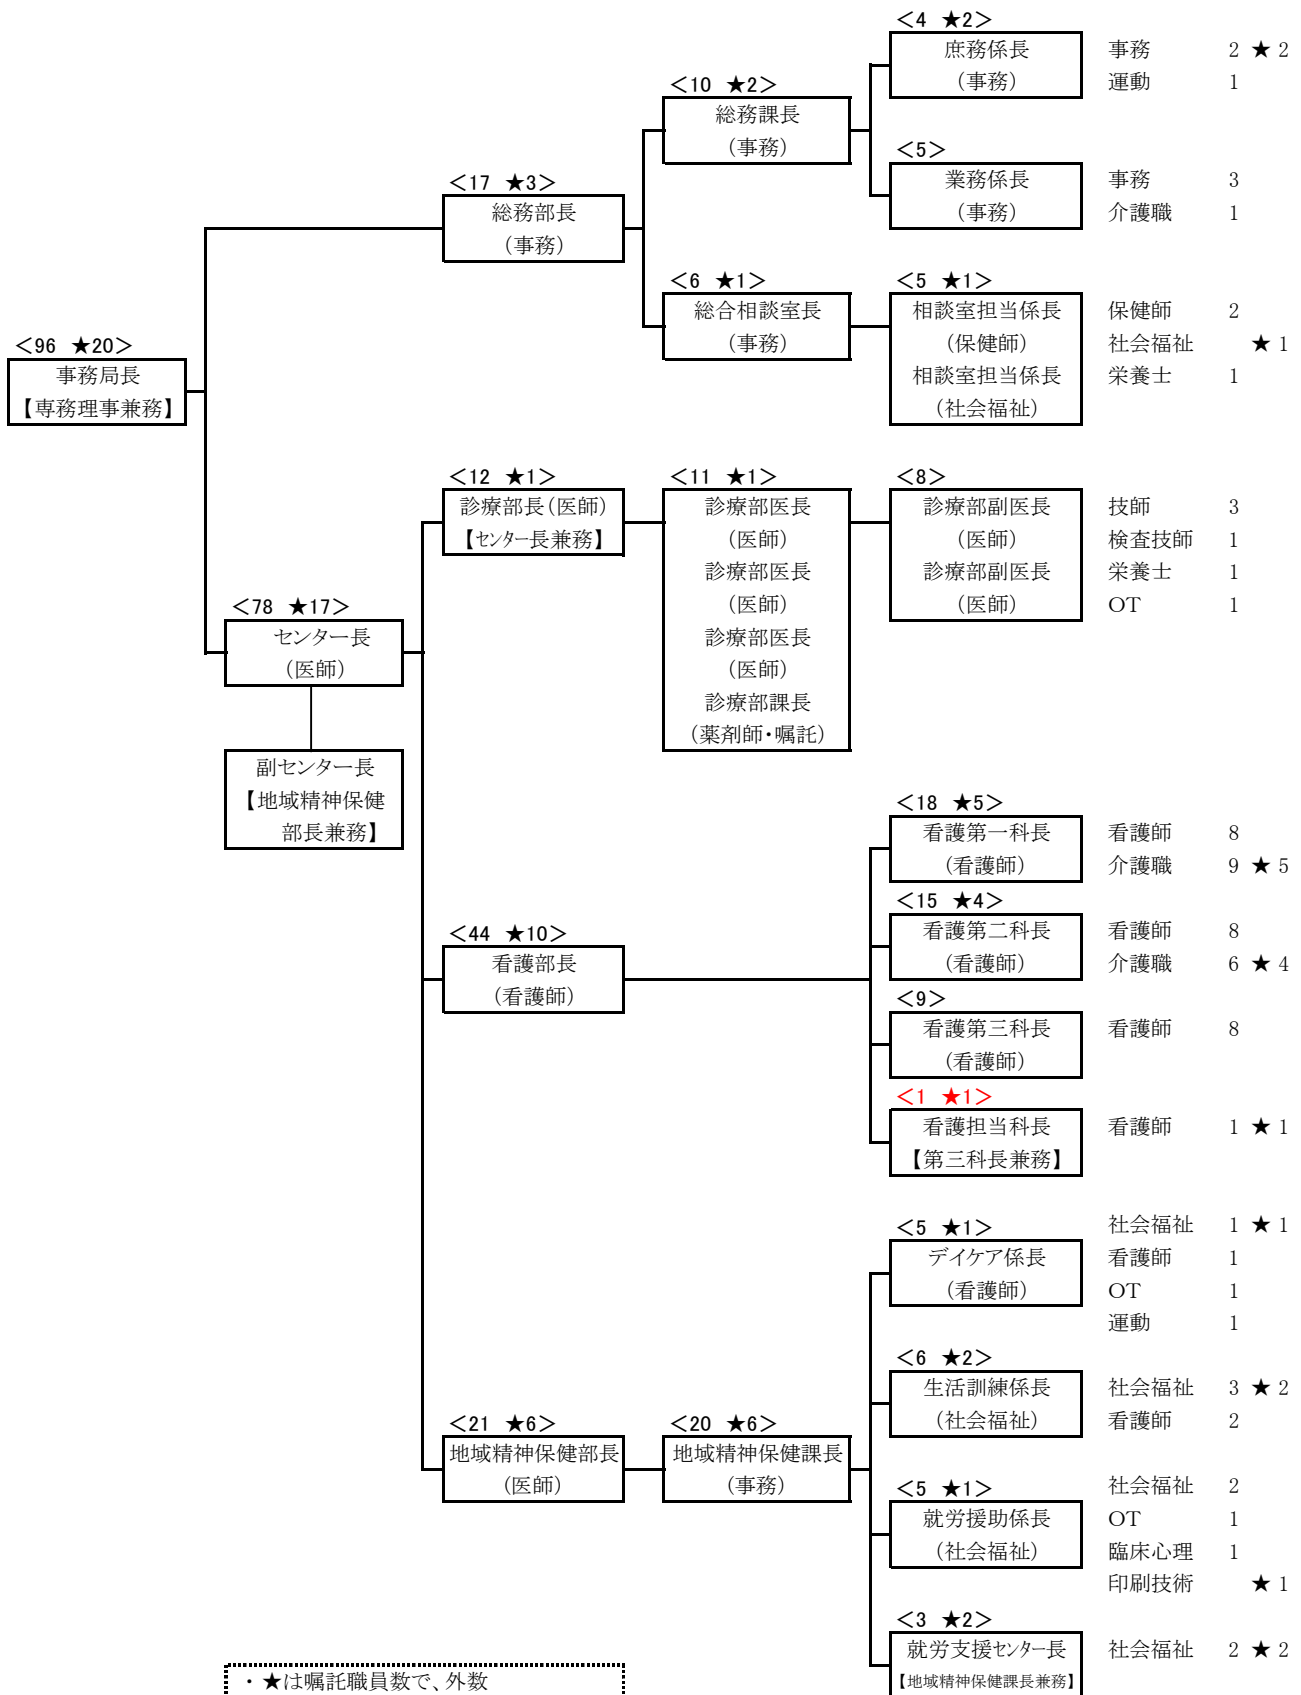 <4 ★2>
庶務係長
(事務)
事務 2 ★ 2
運動 1
<10 ★2>
総務課長
(事務)
<5>
業務係長
(事務)
事務 3
介護職 1
<17 ★3>
総務部長
(事務)
<6 ★1>
総合相談室長
(事務)
<5 ★1>
相談室担当係長
(保健師)
相談室担当係長
(社会福祉)
保健師 2
社会福祉 ★ 1
栄養士 1
<96 ★20>
事務局長
【専務理事兼務】
<12 ★1>
診療部長(医師)
【センター長兼務】
<11 ★1>
診療部医長
(医師)
診療部医長
(医師)
診療部医長
(医師)
診療部課長
(薬剤師・嘱託)
<8>
診療部副医長
(医師)
診療部副医長
(医師)
技師 3
検査技師 1
栄養士 1
OT 1
<78 ★17>
センター長
(医師)
副センター長
【地域精神保健
部長兼務】
<18 ★5>
看護第一科長
(看護師)
看護師 8
介護職 9 ★ 5
<15 ★4>
看護第二科長
(看護師)
看護師 8
介護職 6 ★ 4
<44 ★10>
看護部長
(看護師)
<9>
看護第三科長
(看護師)
看護師 8
<1 ★1>
看護担当科長
【第三科長兼務】
看護師 1 ★ 1
<5 ★1>
デイケア係長
(看護師)
社会福祉 1 ★ 1
看護師 1
OT 1
運動 1
<6 ★2>
生活訓練係長
(社会福祉)
社会福祉 3 ★ 2
看護師 2
<21 ★6>
地域精神保健部長
(医師)
<20 ★6>
地域精神保健課長
(事務)
<5 ★1>
就労援助係長
(社会福祉)
社会福祉 2
OT 1
臨床心理 1
印刷技術 ★ 1
<3 ★2>
就労支援センター長
【地域精神保健課長兼務】
社会福祉 2 ★ 2
・★は嘱託職員数で、外数